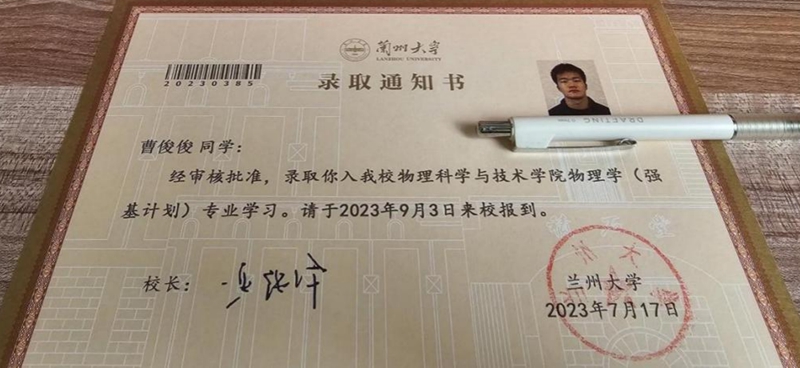 兰州大学
LANZHOU UNIVERSITY
20230385
录取通知书
曹俊俊 同学：
经审核批准，录取你入我校物理科学与技术学院物理学（强
基计划）专业学习。请于2023年9月3日来校报到。
校长：
兰州大学
2023年7月17日
DRAFTING